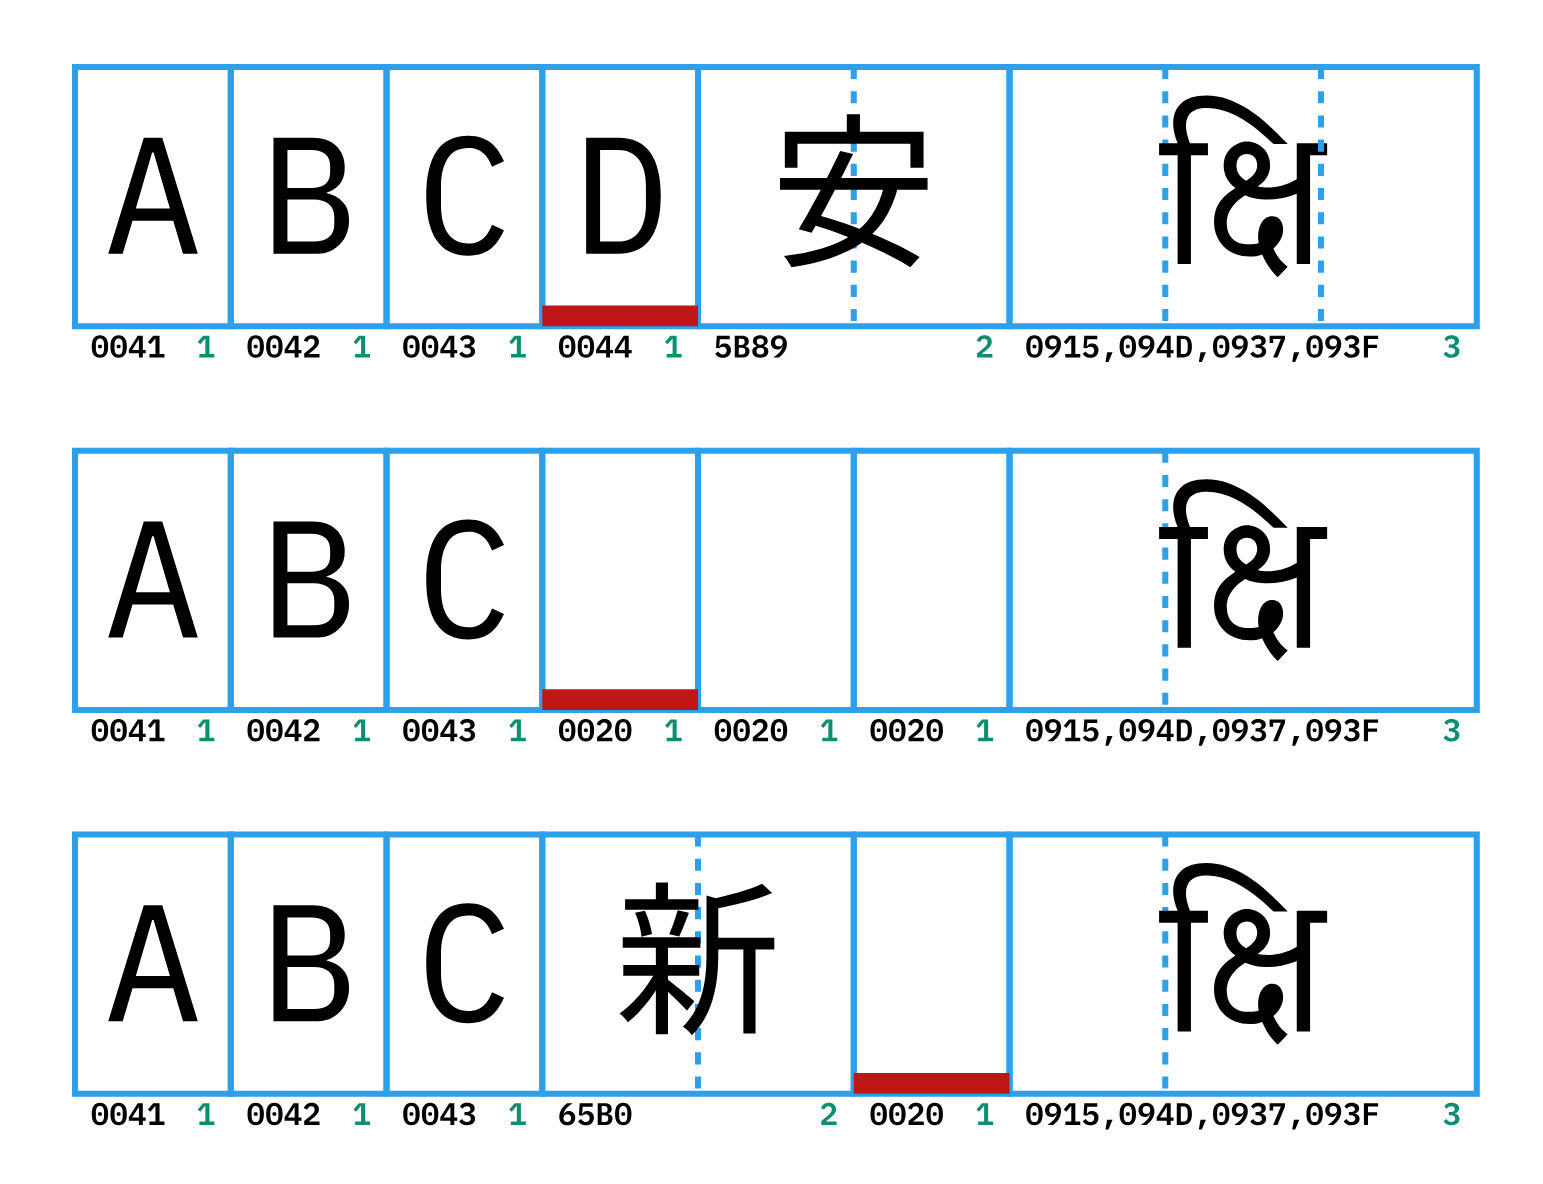 A B C D 安 क्षि
0041 1 0042 1 0043 1 0044 1 5B89 2 0915,094D,0937,093F 3
A B C क्षि
0041 1 0042 1 0043 1 0020 1 0020 1 0020 1 0915,094D,0937,093F 3
A B C 新 क्षि
0041 1 0042 1 0043 1 65B0 2 0020 1 0915,094D,0937,093F 3